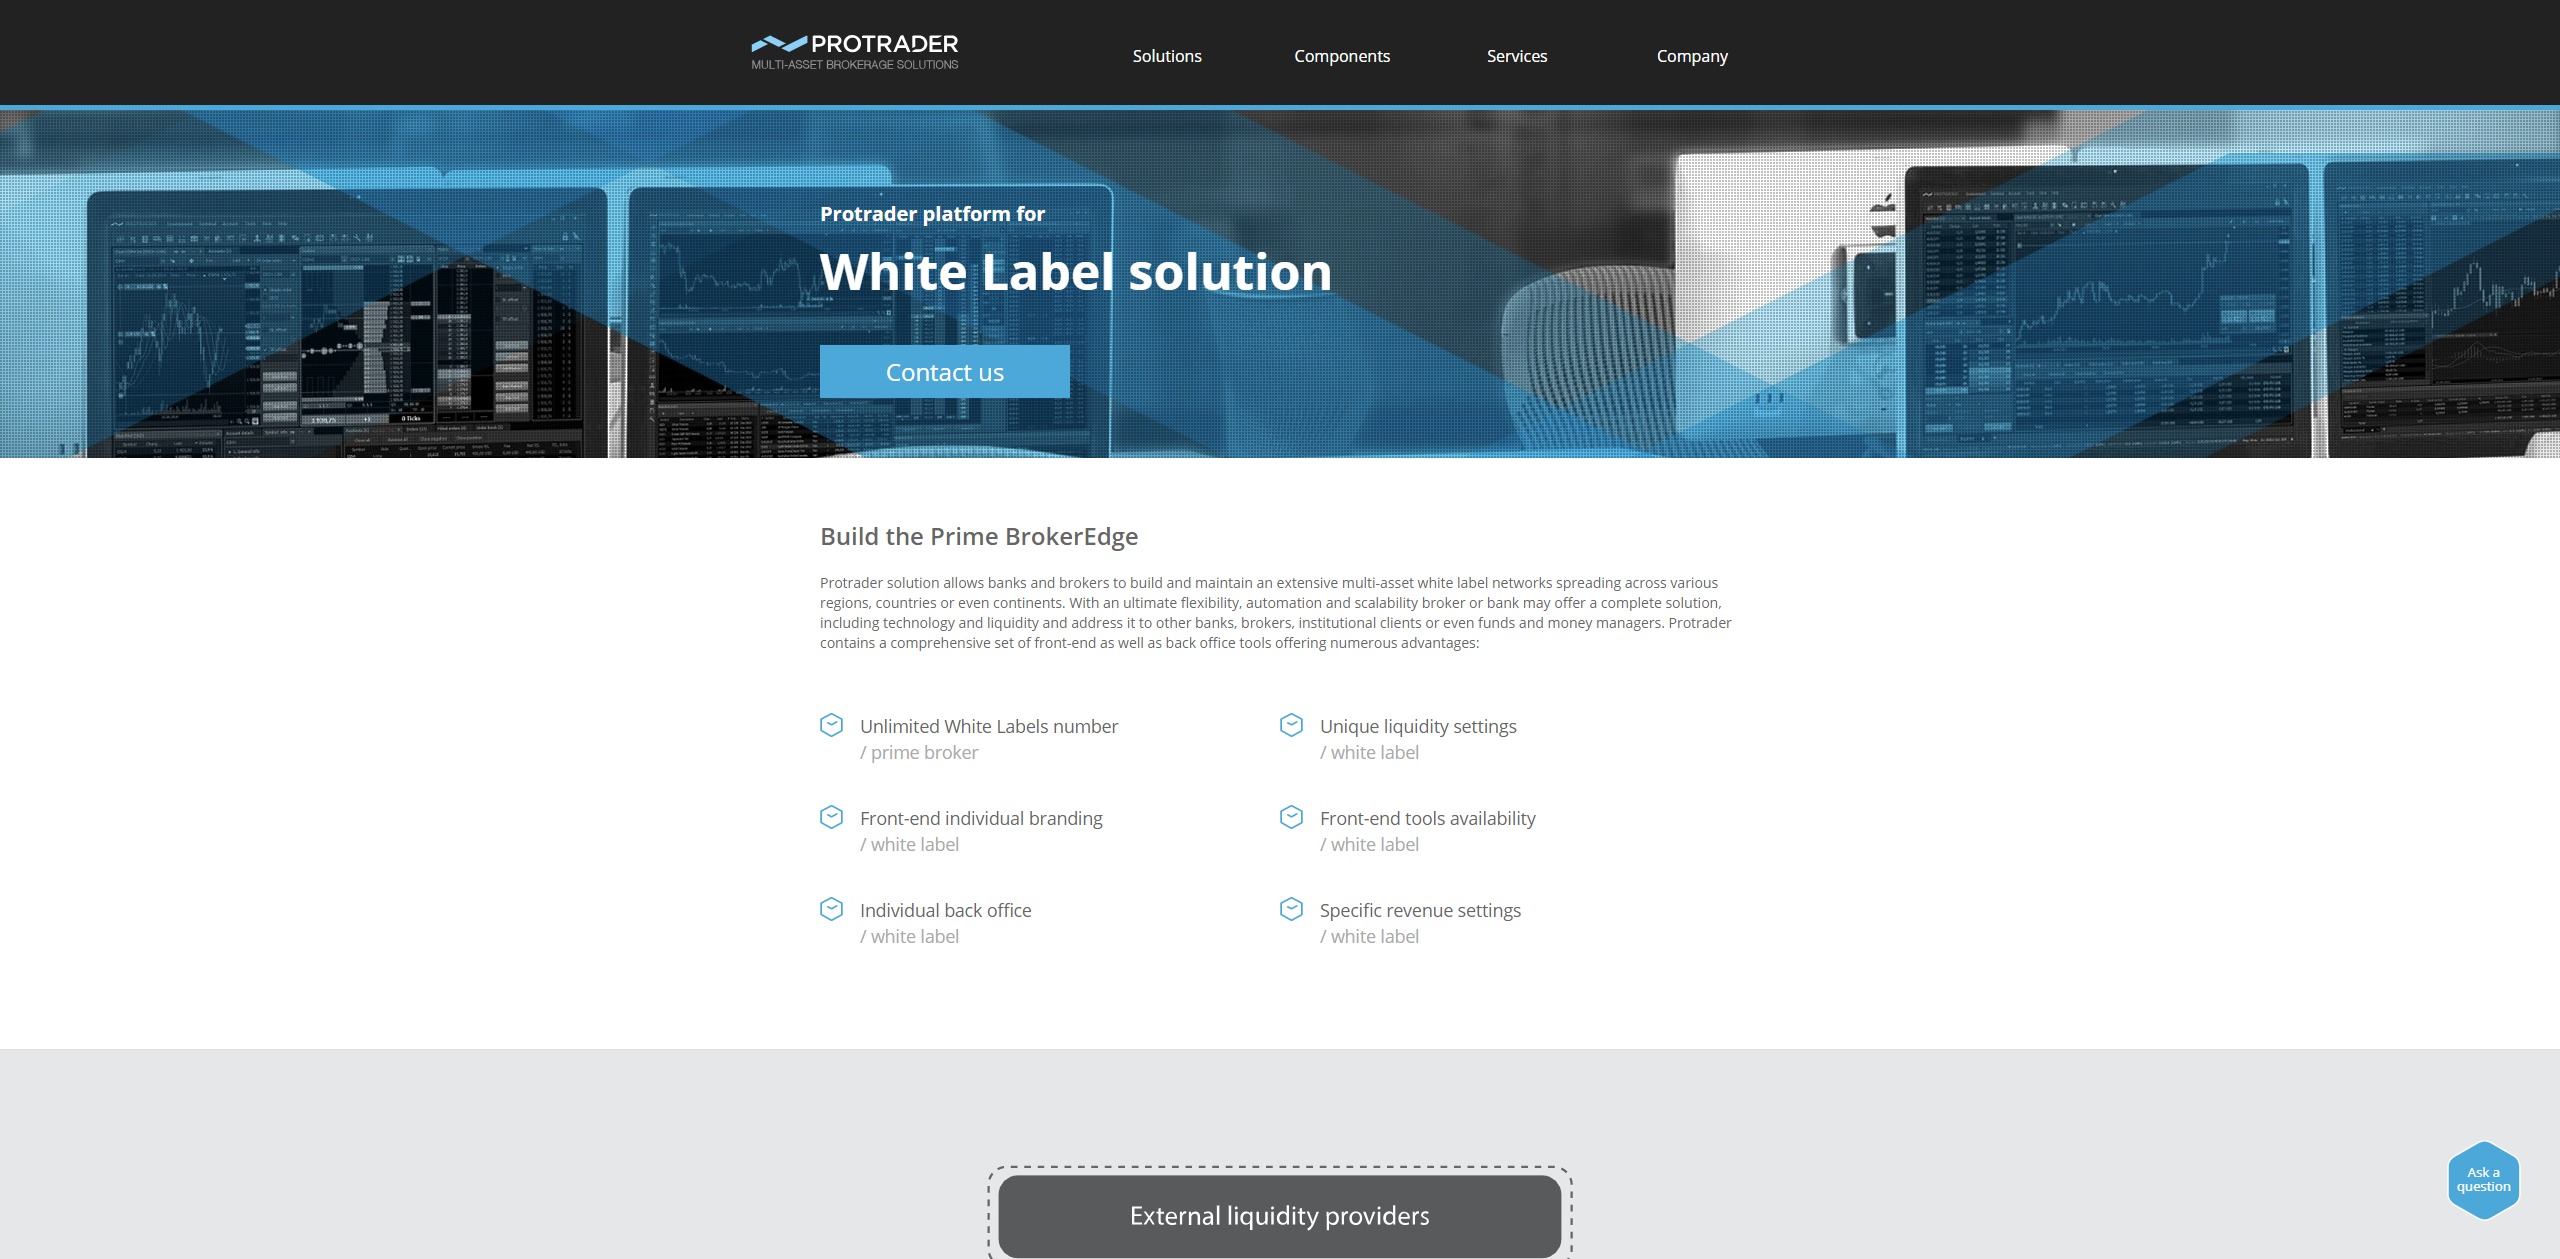 PROTRADER
MULTI-ASSET BROKERAGE SOLUTIONS
Solutions
Components
Services
Company
Protrader platform for
White Label solution
Contact us
Build the Prime BrokerEdge
Protrader solution allows banks and brokers to build and maintain an extensive multi-asset white label networks spreading across various
regions, countries or even continents. With an ultimate flexibility, automation and scalability broker or bank may offer a complete solution,
including technology and liquidity and address it to other banks, brokers, institutional clients or even funds and money managers. Protrader
contains a comprehensive set of front-end as well as back office tools offering numerous advantages:
Unlimited White Labels number
/ prime broker
Unique liquidity settings
/ white label
Front-end individual branding
/ white label
Front-end tools availability
/ white label
Individual back office
/ white label
Specific revenue settings
/ white label
External liquidity providers
Ask a
question